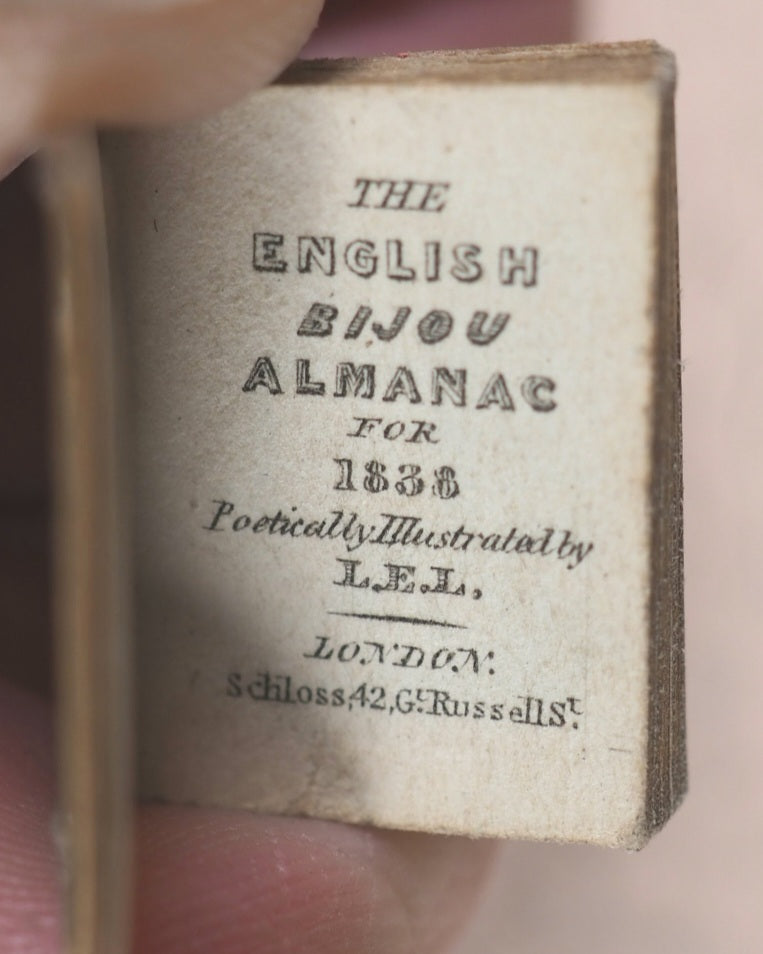 THE
ENGLISH
BIJOU
ALMANAC
FOR
1838
Poetically Illustrated by
L.E.L.
LONDON.
Schloss, 42, Gt. Russell St.